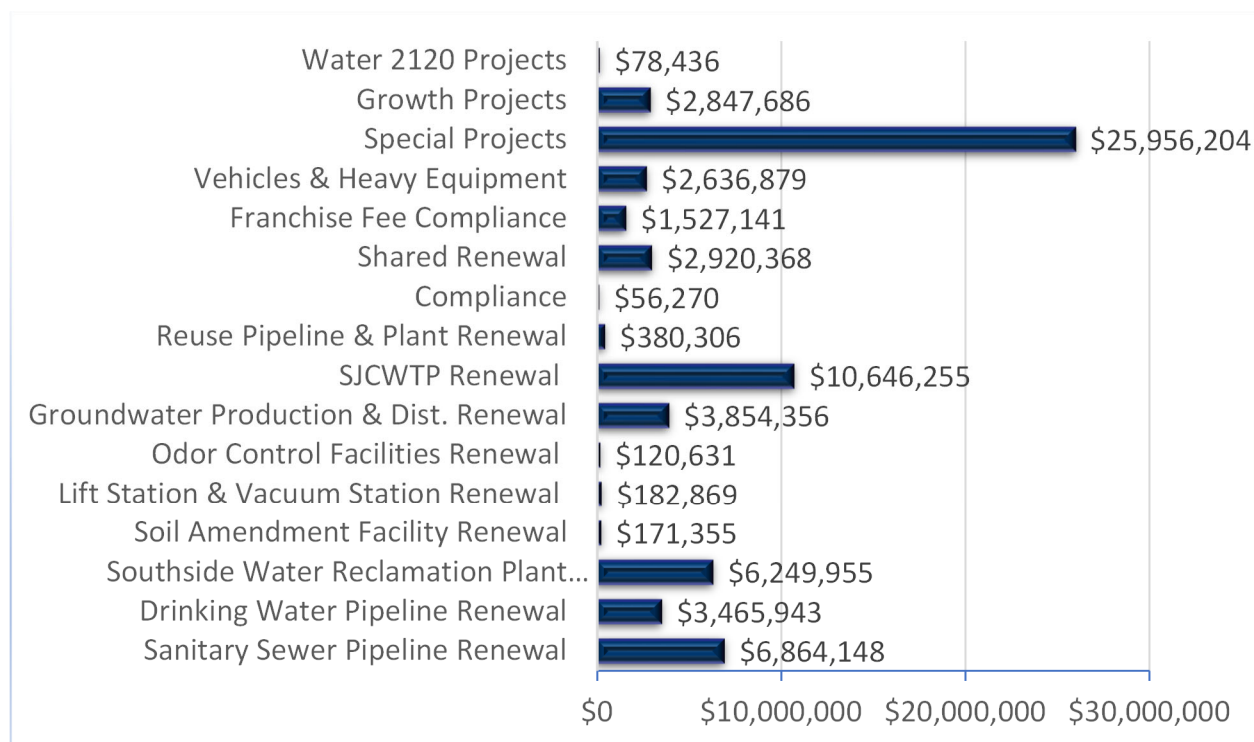 Water 2120 Projects $78,436
Growth Projects $2,847,686
Special Projects $25,956,204
Vehicles & Heavy Equipment $2,636,879
Franchise Fee Compliance $1,527,141
Shared Renewal $2,920,368
Compliance $56,270
Reuse Pipeline & Plant Renewal $380,306
SJCWTP Renewal $10,646,255
Groundwater Production & Dist. Renewal $3,854,356
Odor Control Facilities Renewal $120,631
Lift Station & Vacuum Station Renewal $182,869
Soil Amendment Facility Renewal $171,355
Southside Water Reclamation Plant... $6,249,955
Drinking Water Pipeline Renewal $3,465,943
Sanitary Sewer Pipeline Renewal $6,864,148
$0 $10,000,000 $20,000,000 $30,000,000